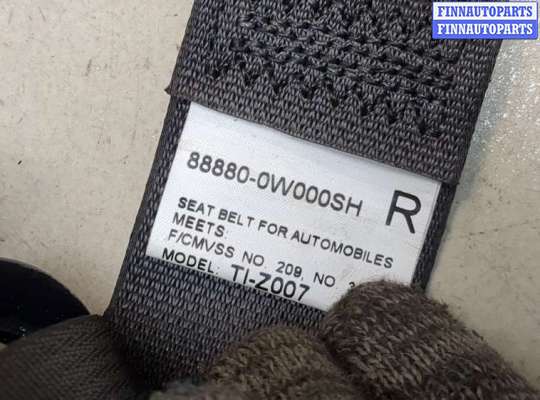 FINNAUTOPARTS
FINNAUTOPARTS
88880-0W000SH R
SEAT BELT FOR AUTOMOBILES
MEETS:
F/CMVSS NO. 209, NO.
MODEL: TI-Z007